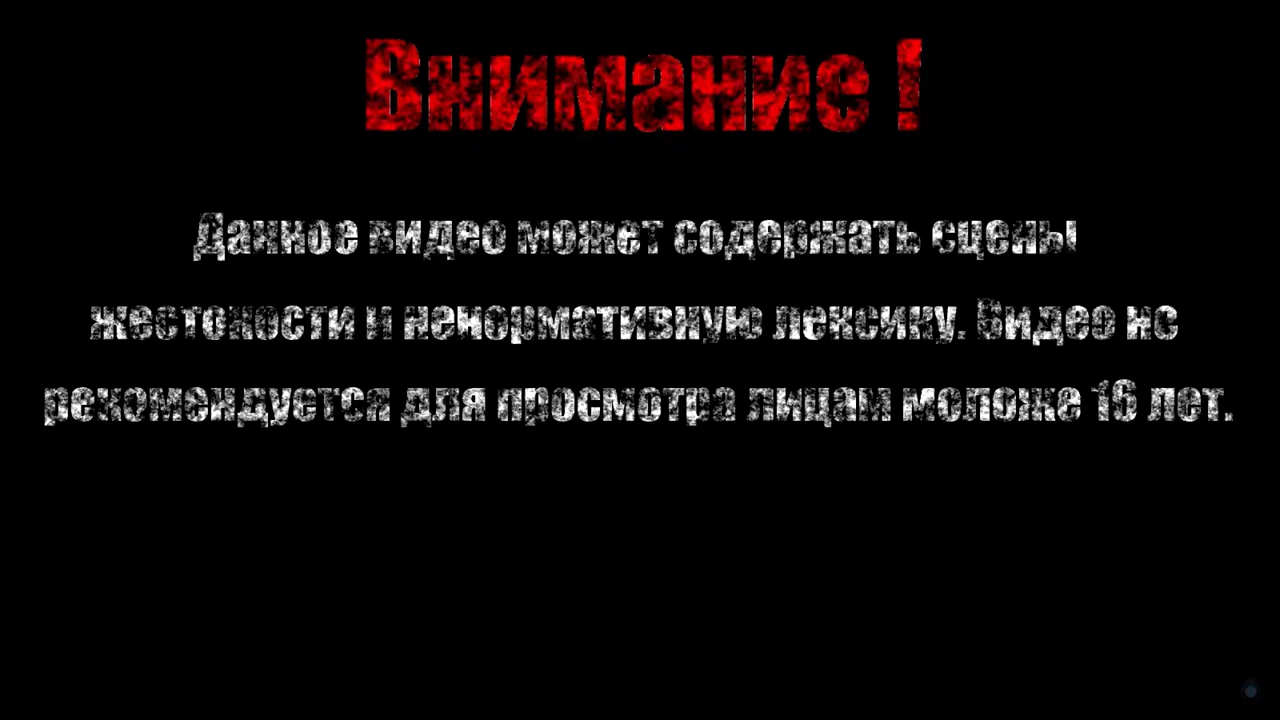 Внимание !
Данное видео может содержать сцены
жестокости и ненормативную лексику. Видео не
рекомендуется для просмотра лицам моложе 16 лет.